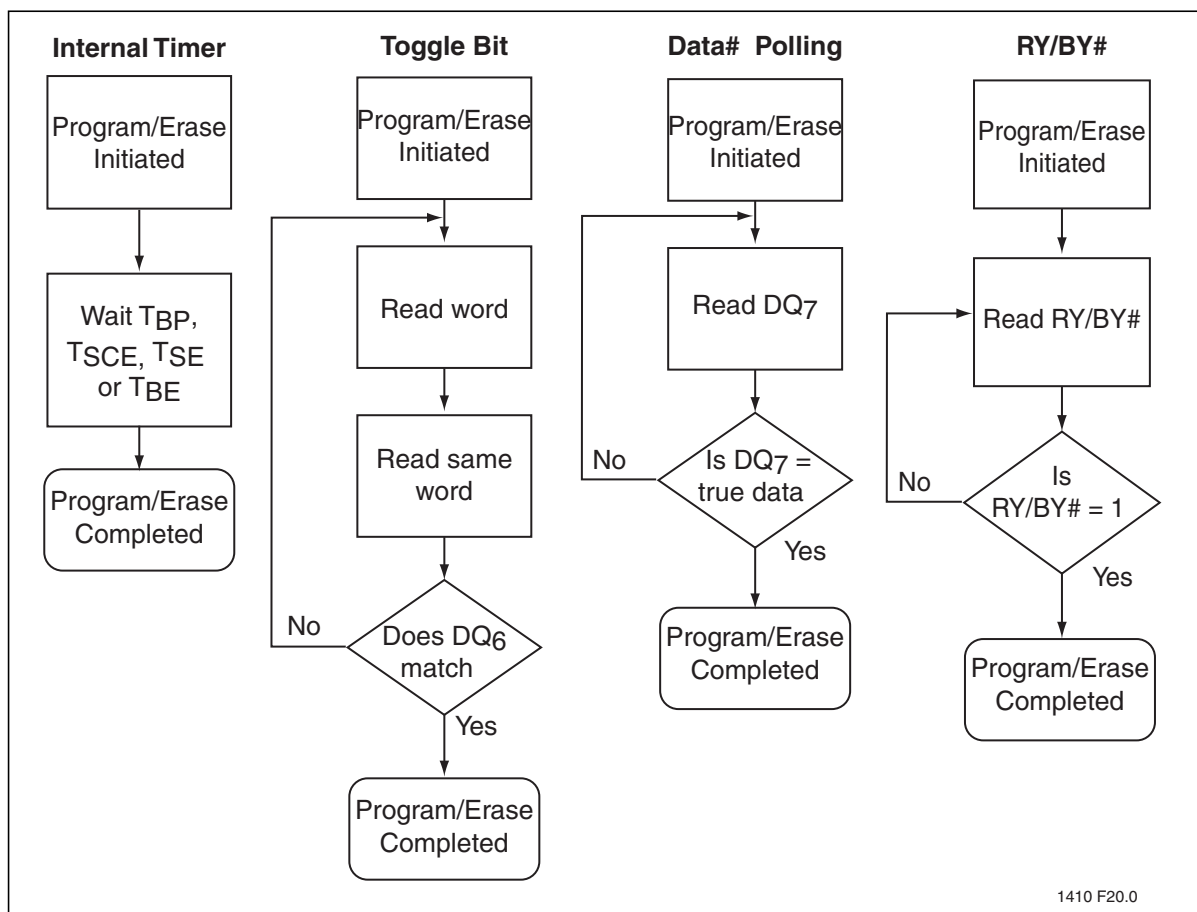 Internal Timer
Program/Erase
Initiated
Wait TBP,
TSCE, TSE
or TBE
Program/Erase
Completed
Toggle Bit
Program/Erase
Initiated
Read word
Read same
word
Does DQ6
match
No
Yes
Program/Erase
Completed
Data# Polling
Program/Erase
Initiated
Read DQ7
Is DQ7 =
true data
No
Yes
Program/Erase
Completed
RY/BY#
Program/Erase
Initiated
Read RY/BY#
Is
RY/BY# = 1
No
Yes
Program/Erase
Completed
1410 F20.0